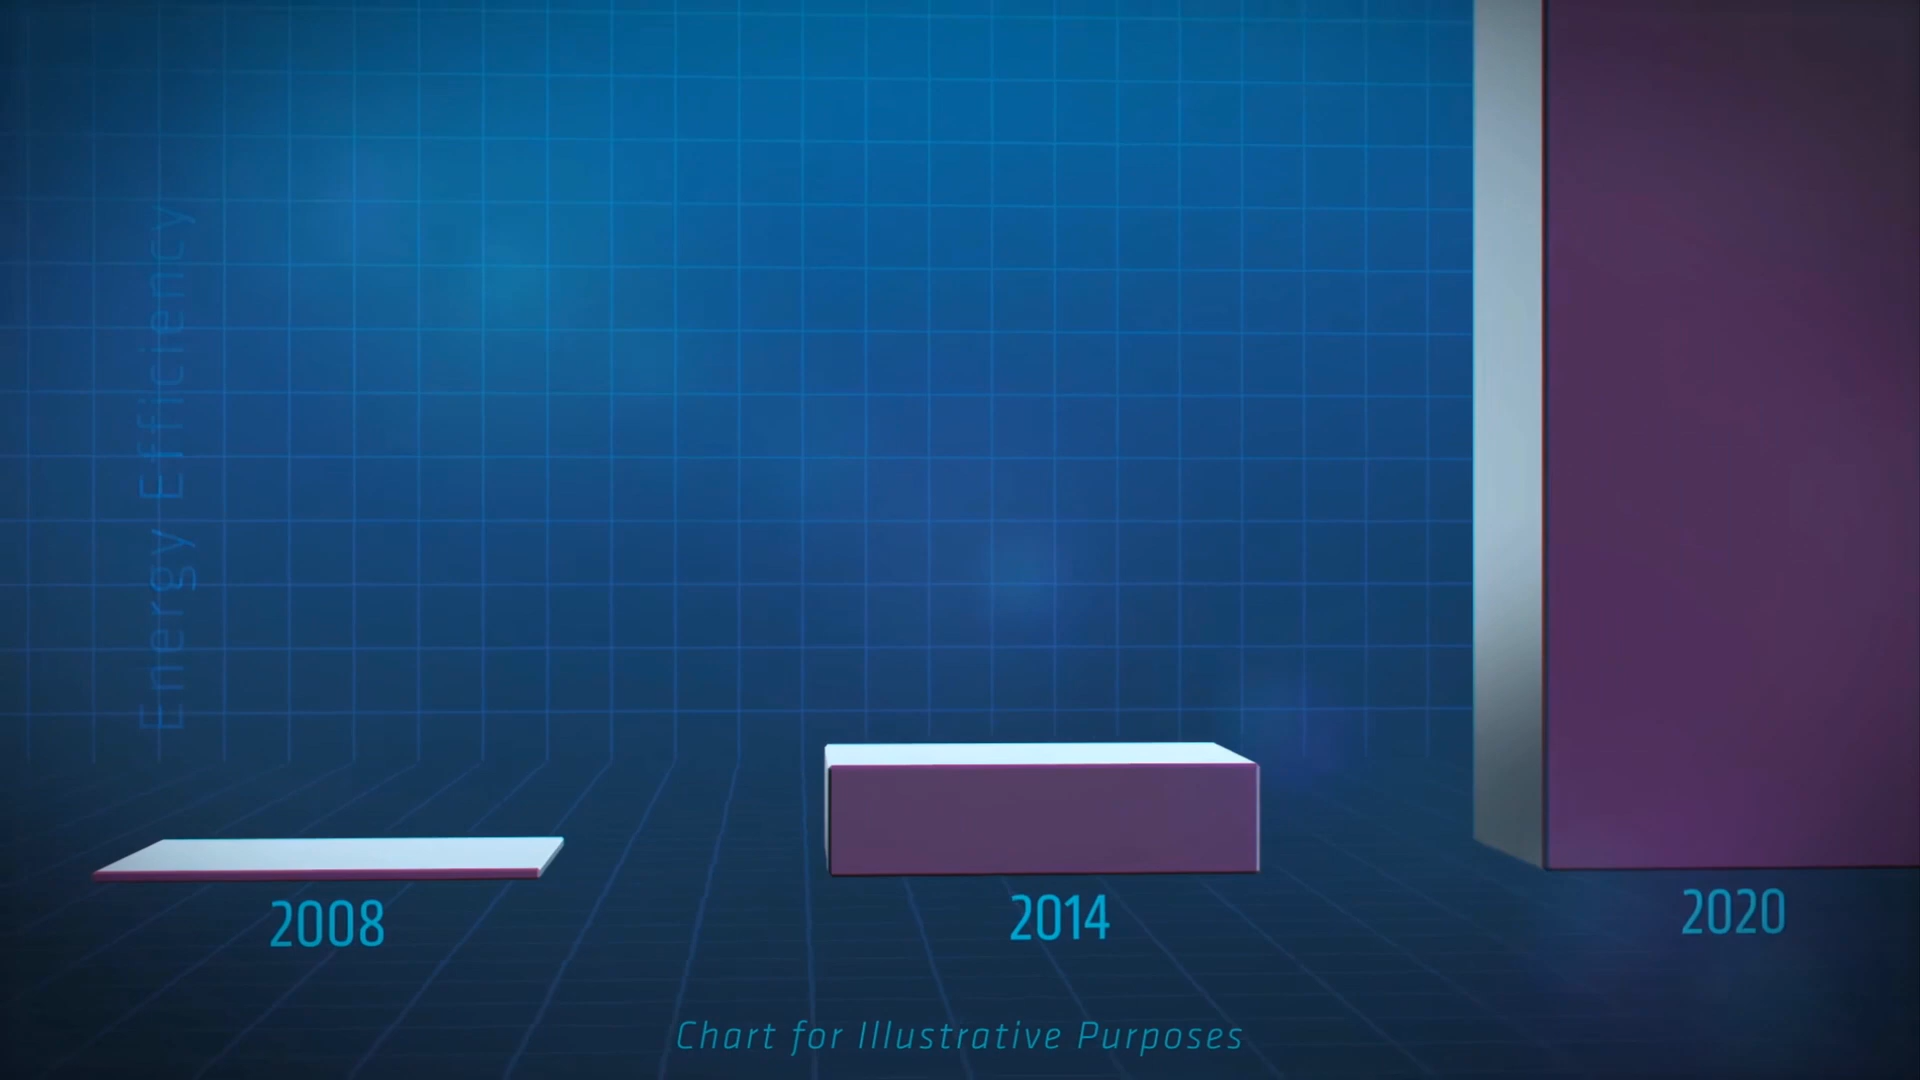 Energy Efficiency
2008
2014
2020
Chart for Illustrative Purposes